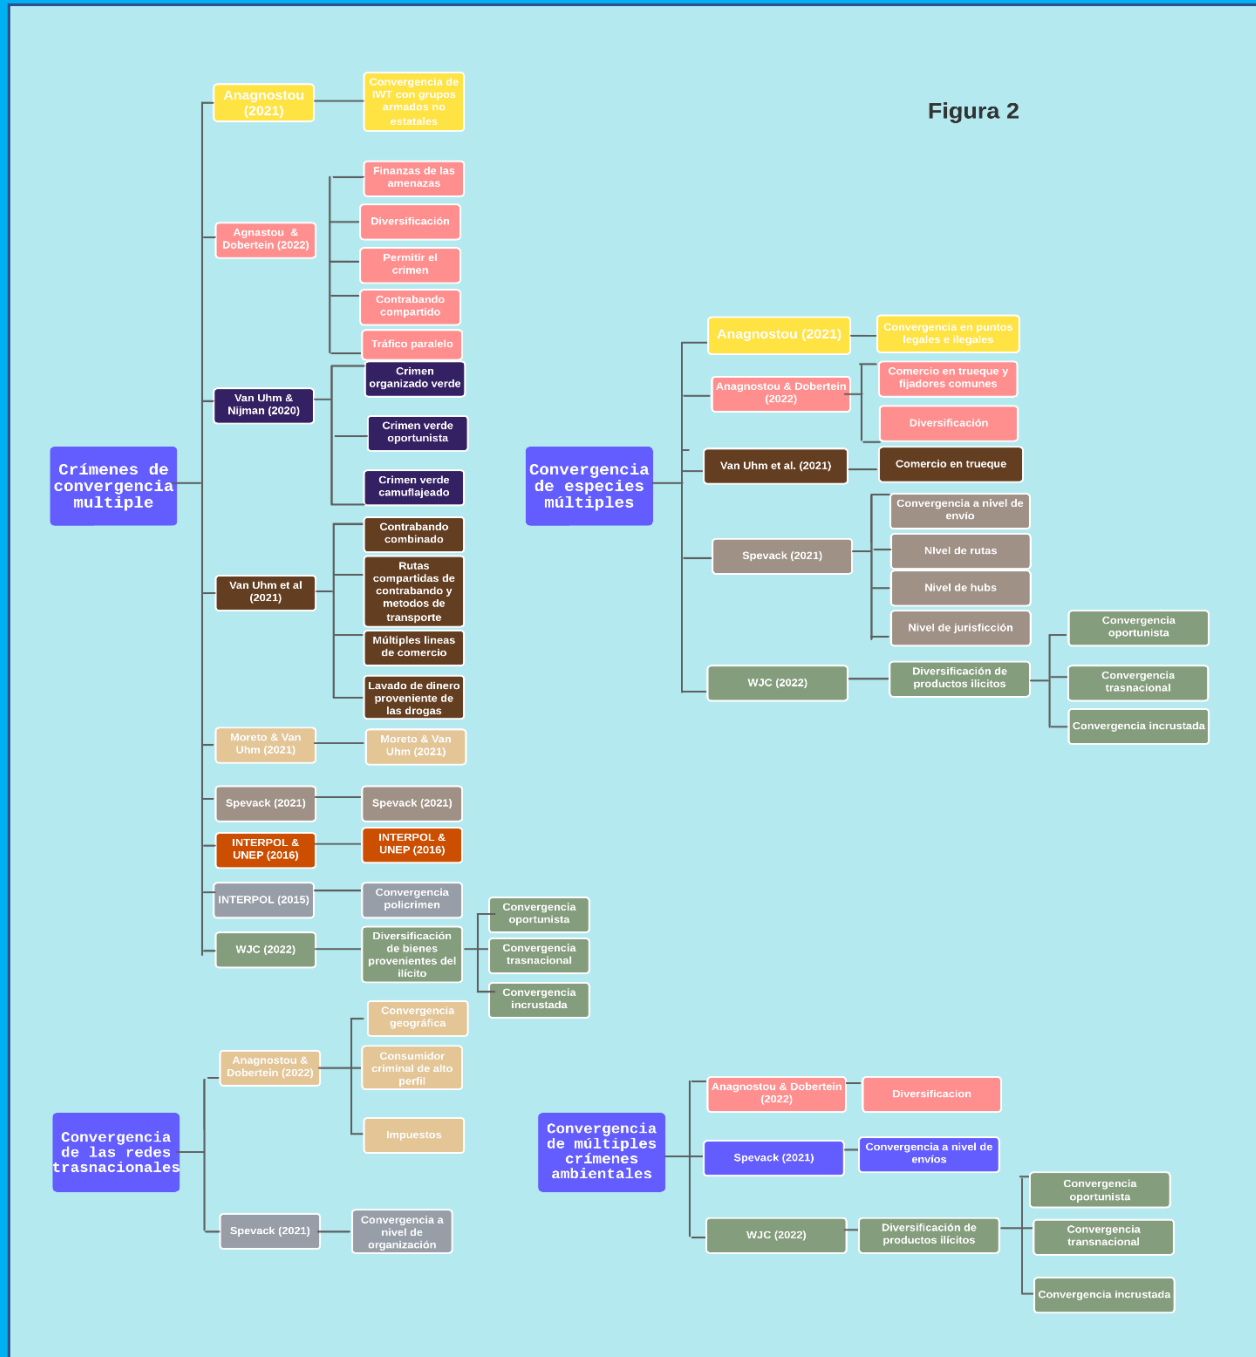 Figura 2
Crímenes de
convergencia
multiple
Anagnostou
(2021)
Convergencia de
IWT con grupos
armados no
estatales
Agnastou &
Dobertein (2022)
Finanzas de las
amenazas
Diversificación
Permitir el
crimen
Contrabando
compartido
Tráfico paralelo
Van Uhm &
Nijman (2020)
Crimen
organizado verde
Crimen verde
oportunista
Crimen verde
camuflajeado
Van Uhm et al
(2021)
Contrabando
combinado
Rutas
compartidas de
contrabando y
metodos de
transporte
Múltiples lineas
de comercio
Lavado de dinero
proveniente de
las drogas
Moreto & Van
Uhm (2021)
Moreto & Van
Uhm (2021)
Spevack (2021)
Spevack (2021)
INTERPOL &
UNEP (2016)
INTERPOL &
UNEP (2016)
INTERPOL (2015)
Convergencia
policrimen
WJC (2022)
Diversificación
de bienes
provenientes del
ilícito
Convergencia
oportunista
Convergencia
trasnacional
Convergencia
incrustada
Convergencia
de especies
múltiples
Anagnostou (2021)
Convergencia en puntos
legales e ilegales
Anagnostou & Dobertein
(2022)
Comercio en trueque y
fijadores comunes
Diversificación
Van Uhm et al. (2021)
Comercio en trueque
Spevack (2021)
Convergencia a nivel de
envío
NIvel de rutas
Nivel de hubs
Nivel de jurisficción
WJC (2022)
Diversificación de
productos ilicitos
Convergencia
oportunista
Convergencia
trasnacional
Convergencia incrustada
Convergencia
de las redes
trasnacionales
Anagnostou &
Dobertein (2022)
Convergencia
geográfica
Consumidor
criminal de alto
perfil
Impuestos
Spevack (2021)
Convergencia a
nivel de
organización
Convergencia
de múltiples
crímenes
ambientales
Anagnostou & Dobertein
(2022)
Diversificacion
Spevack (2021)
Convergencia a nivel de
envíos
WJC (2022)
Diversificación de
productos ilícitos
Convergencia
oportunista
Convergencia
transnacional
Convergencia incrustada